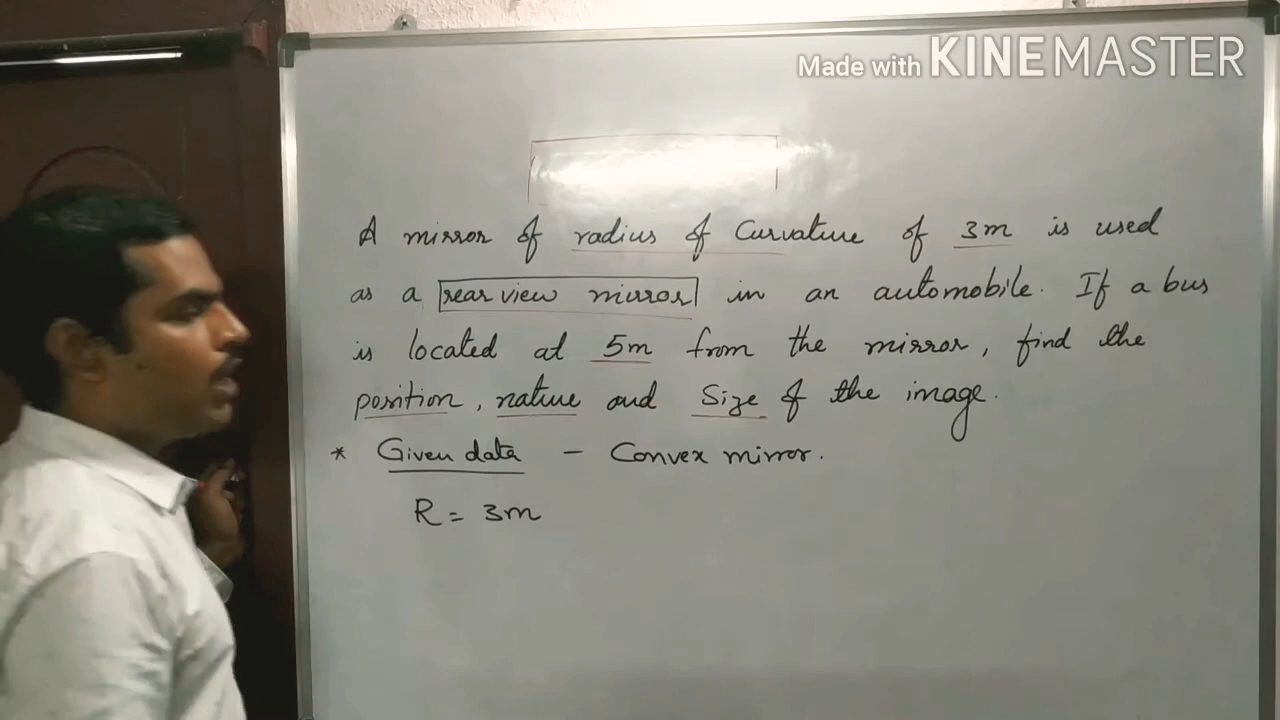 Made with KINEMASTER
A mirror of radius of Curvature of 3m is used
as a rear view mirror in an automobile. If a bus
is located at 5m from the mirror, find the
position, nature and Size of the image.
* Given data - Convex mirror.
R = 3m